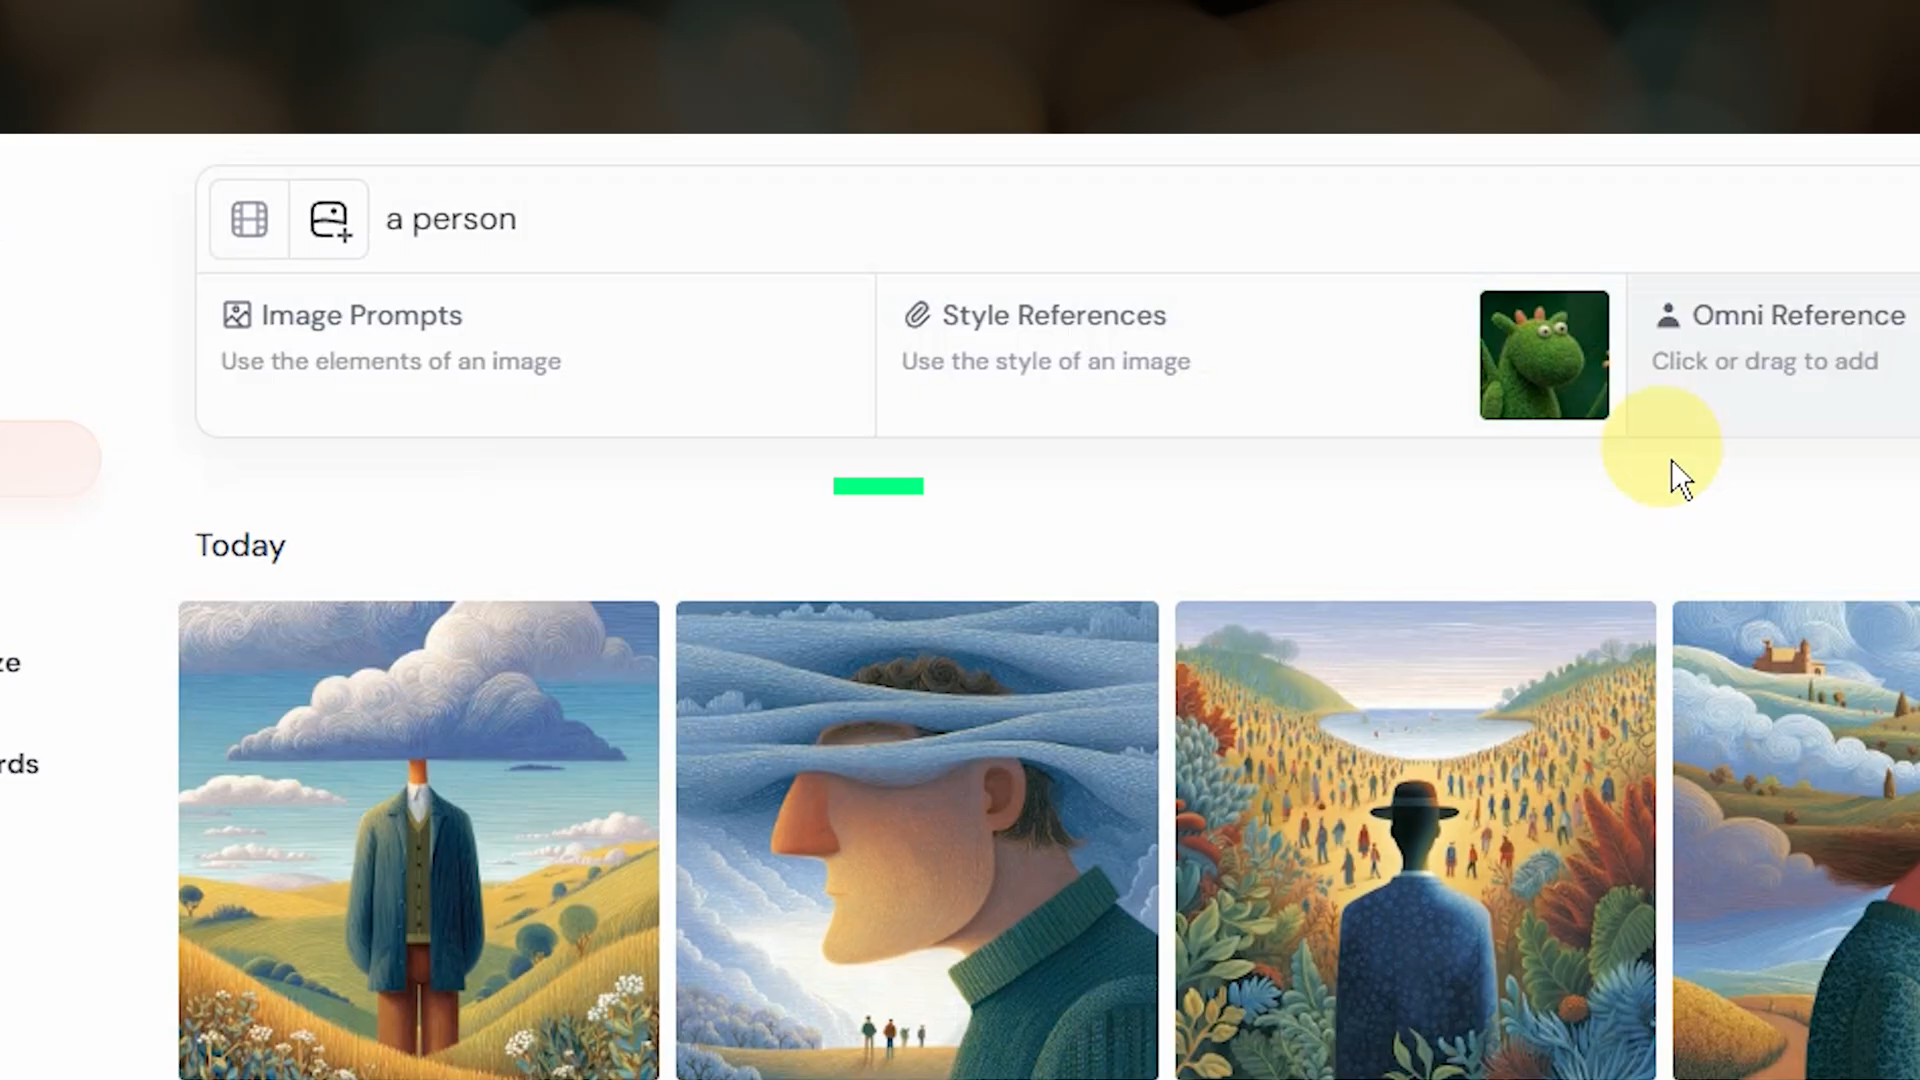 a person
Image Prompts
Use the elements of an image
Style References
Use the style of an image
Omni Reference
Click or drag to add
Today
ze
rds